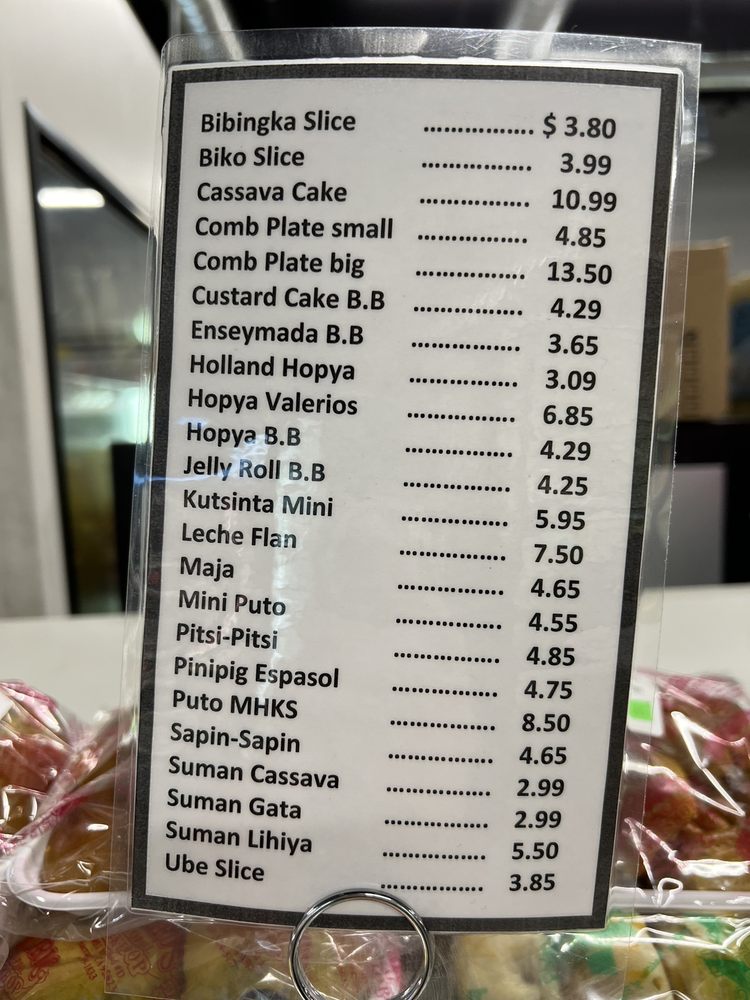 Bibingka Slice ................ $ 3.80
Biko Slice ................ 3.99
Cassava Cake ................ 10.99
Comb Plate small ................ 4.85
Comb Plate big ................ 13.50
Custard Cake B.B ................ 4.29
Enseymada B.B ................ 3.65
Holland Hopya ................ 3.09
Hopya Valerios ................ 6.85
Hopya B.B ................ 4.29
Jelly Roll B.B ................ 4.25
Kutsinta Mini ................ 5.95
Leche Flan ................ 7.50
Maja ................ 4.65
Mini Puto ................ 4.55
Pitsi-Pitsi ................ 4.85
Pinipig Espasol ................ 4.75
Puto MHKS ................ 8.50
Sapin-Sapin ................ 4.65
Suman Cassava ................ 2.99
Suman Gata ................ 2.99
Suman Lihiya ................ 5.50
Ube Slice ................ 3.85